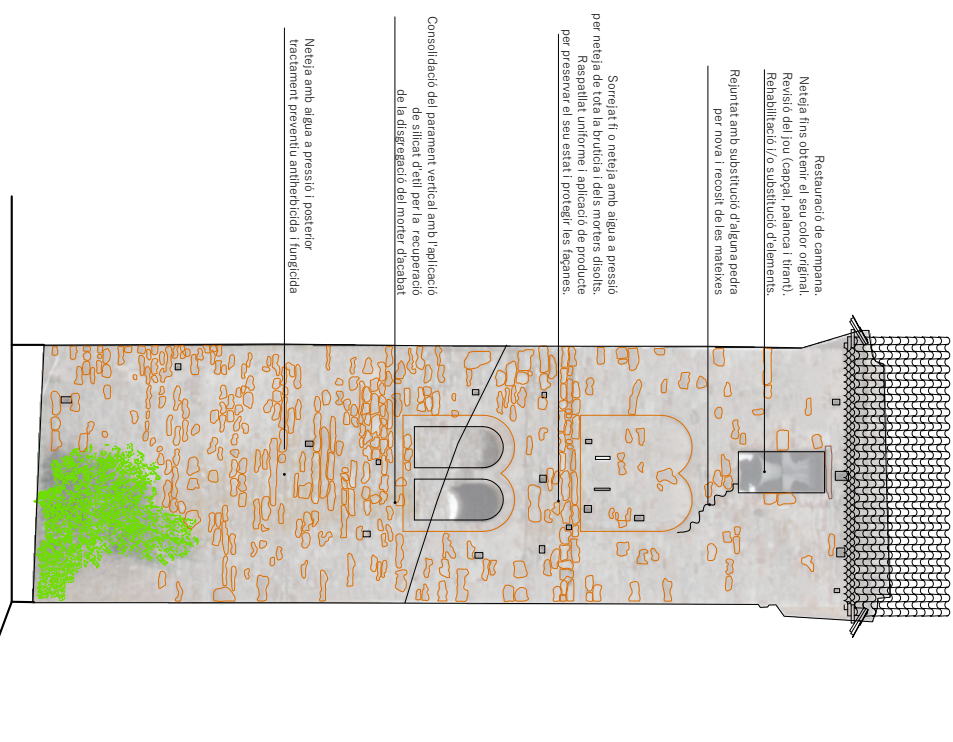 Restauració de campana.
Neteja fins obtenir el seu color original.
Revisió del jou (capçal, palanca i tirant).
Rehabilitació i/o substitució d'elements.
Rejuntat amb substitució d'alguna pedra
per nova i recosit de les mateixes
Sorrejat fi o neteja amb aigua a pressió
per neteja de tota la bruticia i dels morters disolts.
Raspatllat uniforme i aplicació de producte
per preservar el seu estat i protegir les façanes.
Consolidació del parament vertical amb l'aplicació
de silicat d'etil per la recuperació
de la disgregació del morter d'acabat
Neteja amb aigua a pressió i posterior
tractament preventiu antiherbicida i fungicida